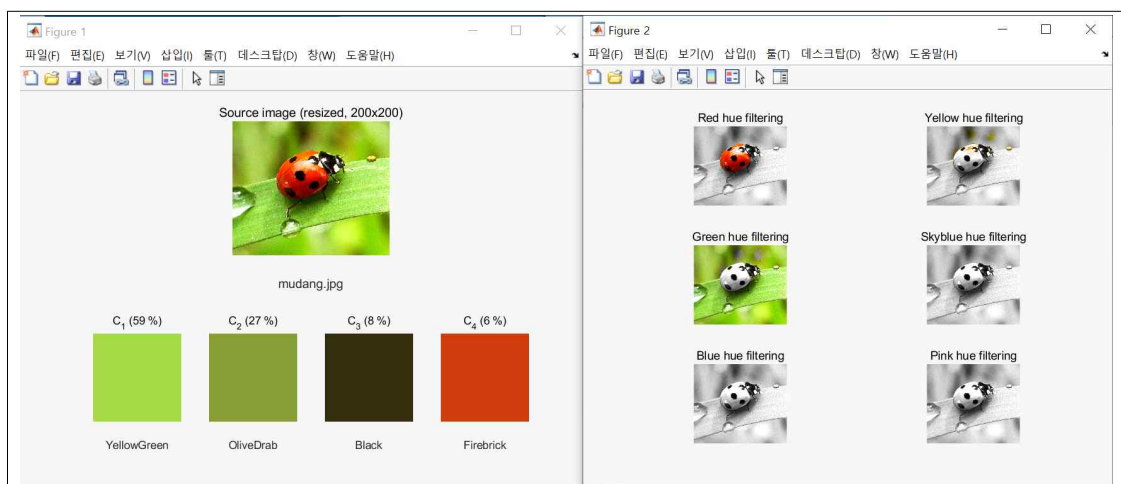 Figure 1
파일(F) 편집(E) 보기(V) 삽입(I) 툴(T) 데스크탑(D) 창(W) 도움말(H)
Source image (resized, 200x200)
mudang.jpg
C1 (59 %) C2 (27 %) C3 (8 %) C4 (6 %)
YellowGreen OliveDrab Black Firebrick
Figure 2
파일(F) 편집(E) 보기(V) 삽입(I) 툴(T) 데스크탑(D) 창(W) 도움말(H)
Red hue filtering Yellow hue filtering
Green hue filtering Skyblue hue filtering
Blue hue filtering Pink hue filtering